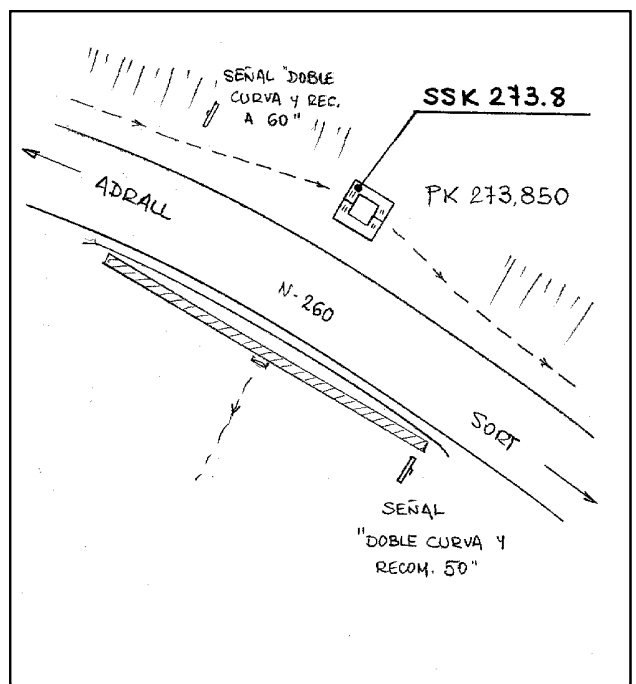 SEÑAL "DOBLE
CURVA Y REC.
A 60"
SSK 273.8
PK 273,850
ADRALL
N-260
SORT
SEÑAL
"DOBLE CURVA Y
RECOM. 50"